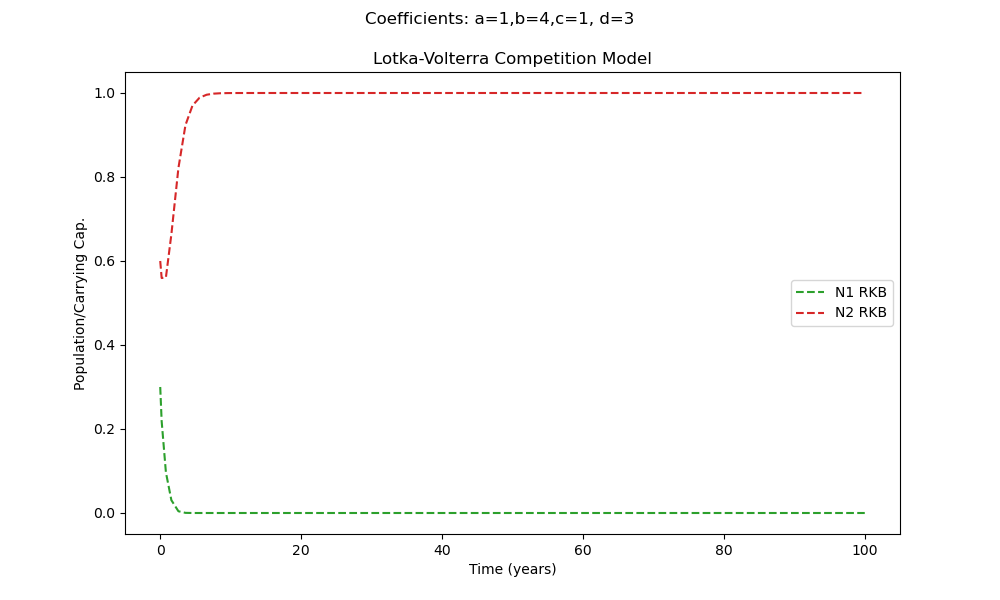 Coefficients: a=1,b=4,c=1, d=3
Lotka-Volterra Competition Model
Population/Carrying Cap.
1.0
0.8
0.6
0.4
0.2
0.0
N1 RKB
N2 RKB
0 20 40 60 80 100
Time (years)